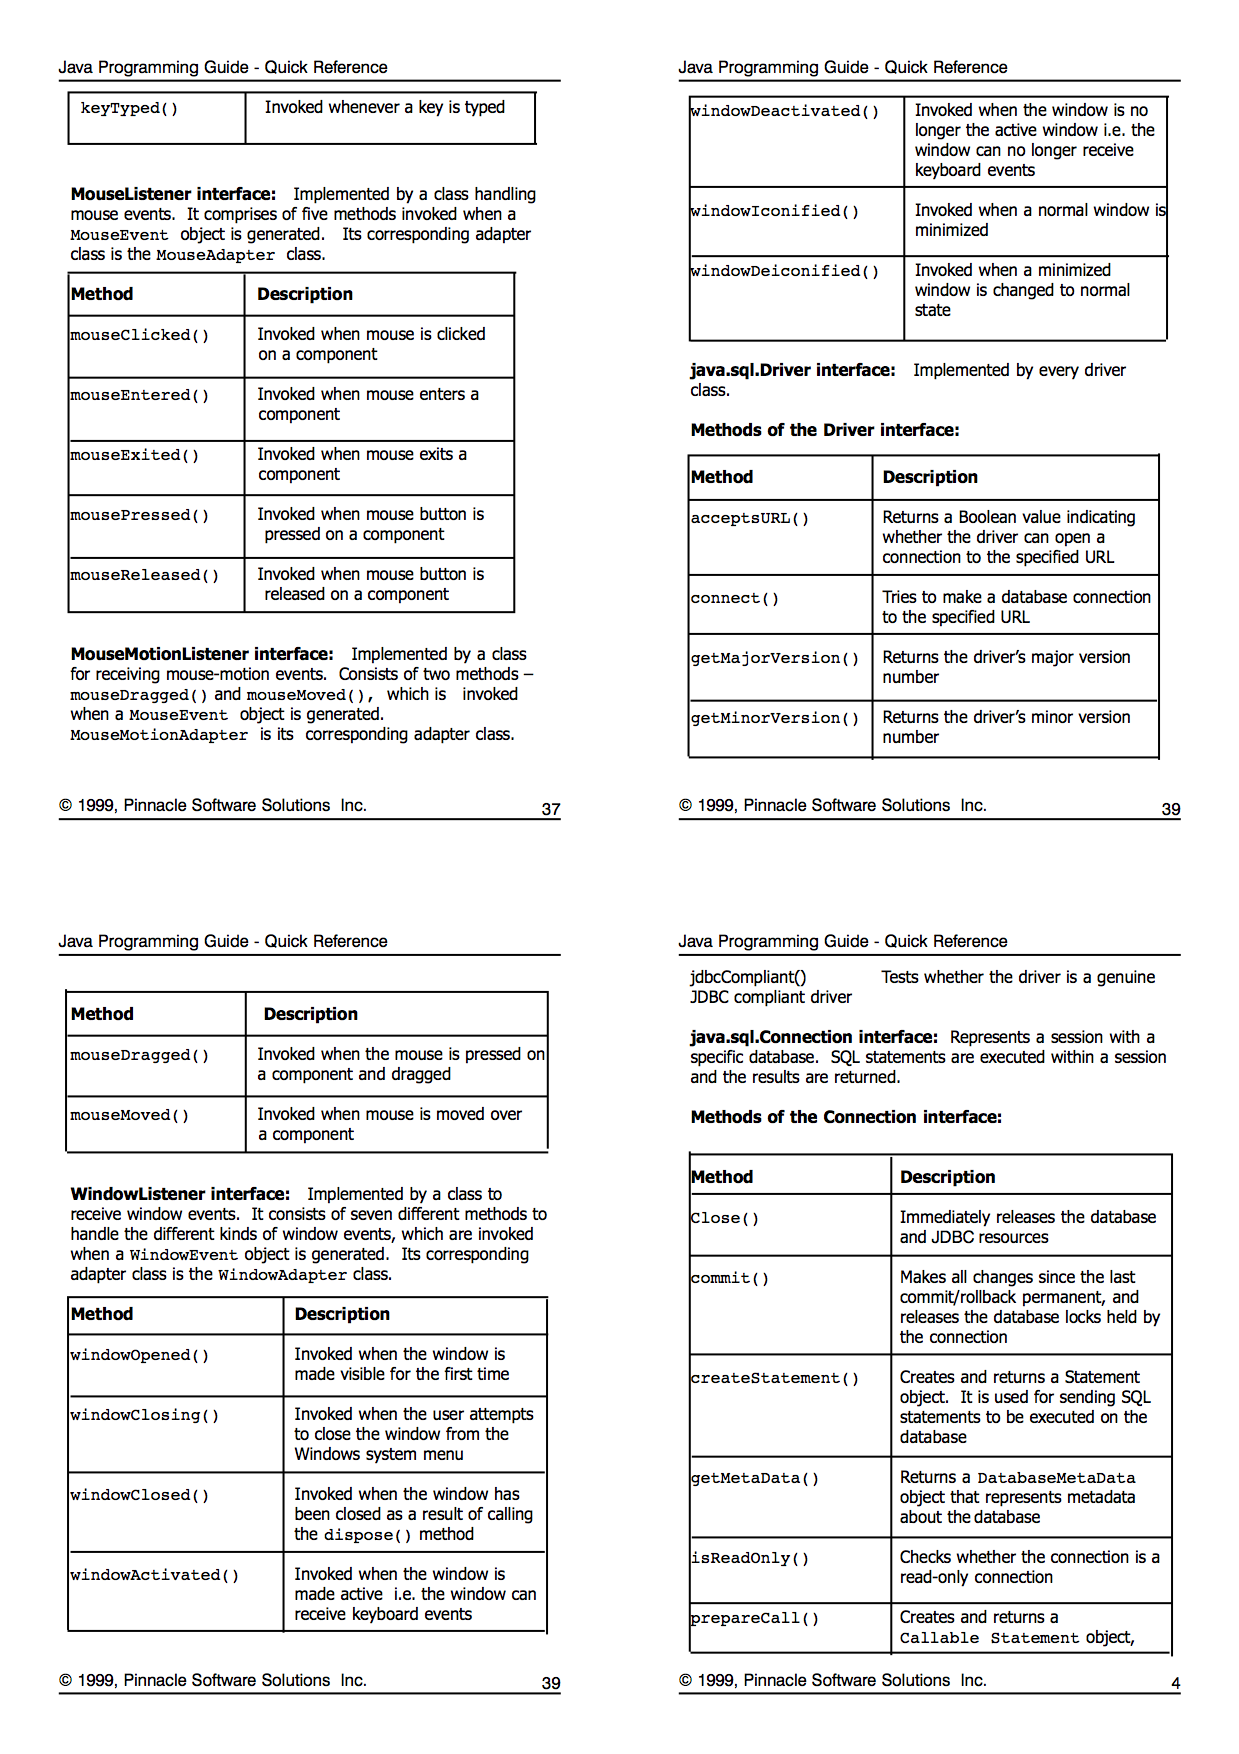 Java Programming Guide - Quick Reference
keyTyped() Invoked whenever a key is typed
MouseListener interface: Implemented by a class handling
mouse events. It comprises of five methods invoked when a
MouseEvent object is generated. Its corresponding adapter
class is the MouseAdapter class.
Method Description
mouseClicked() Invoked when mouse is clicked
on a component
mouseEntered() Invoked when mouse enters a
component
mouseExited() Invoked when mouse exits a
component
mousePressed() Invoked when mouse button is
pressed on a component
mouseReleased() Invoked when mouse button is
released on a component
MouseMotionListener interface: Implemented by a class
for receiving mouse-motion events. Consists of two methods –
mouseDragged() and mouseMoved(), which is invoked
when a MouseEvent object is generated.
MouseMotionAdapter is its corresponding adapter class.
© 1999, Pinnacle Software Solutions Inc. 37
Java Programming Guide - Quick Reference
windowDeactivated() Invoked when the window is no
longer the active window i.e. the
window can no longer receive
keyboard events
windowIconified() Invoked when a normal window is
minimized
windowDeiconified() Invoked when a minimized
window is changed to normal
state
java.sql.Driver interface: Implemented by every driver
class.
Methods of the Driver interface:
Method Description
acceptsURL() Returns a Boolean value indicating
whether the driver can open a
connection to the specified URL
connect() Tries to make a database connection
to the specified URL
getMajorVersion() Returns the driver’s major version
number
getMinorVersion() Returns the driver’s minor version
number
© 1999, Pinnacle Software Solutions Inc. 39
Java Programming Guide - Quick Reference
Method Description
mouseDragged() Invoked when the mouse is pressed on
a component and dragged
mouseMoved() Invoked when mouse is moved over
a component
WindowListener interface: Implemented by a class to
receive window events. It consists of seven different methods to
handle the different kinds of window events, which are invoked
when a WindowEvent object is generated. Its corresponding
adapter class is the WindowAdapter class.
Method Description
windowOpened() Invoked when the window is
made visible for the first time
windowClosing() Invoked when the user attempts
to close the window from the
Windows system menu
windowClosed() Invoked when the window has
been closed as a result of calling
the dispose() method
windowActivated() Invoked when the window is
made active i.e. the window can
receive keyboard events
© 1999, Pinnacle Software Solutions Inc. 39
Java Programming Guide - Quick Reference
jdbcCompliant() Tests whether the driver is a genuine
JDBC compliant driver
java.sql.Connection interface: Represents a session with a
specific database. SQL statements are executed within a session
and the results are returned.
Methods of the Connection interface:
Method Description
Close() Immediately releases the database
and JDBC resources
commit() Makes all changes since the last
commit/rollback permanent, and
releases the database locks held by
the connection
createStatement() Creates and returns a Statement
object. It is used for sending SQL
statements to be executed on the
database
getMetaData() Returns a DatabaseMetaData
object that represents metadata
about the database
isReadOnly() Checks whether the connection is a
read-only connection
prepareCall() Creates and returns a
Callable Statement object,
© 1999, Pinnacle Software Solutions Inc. 4